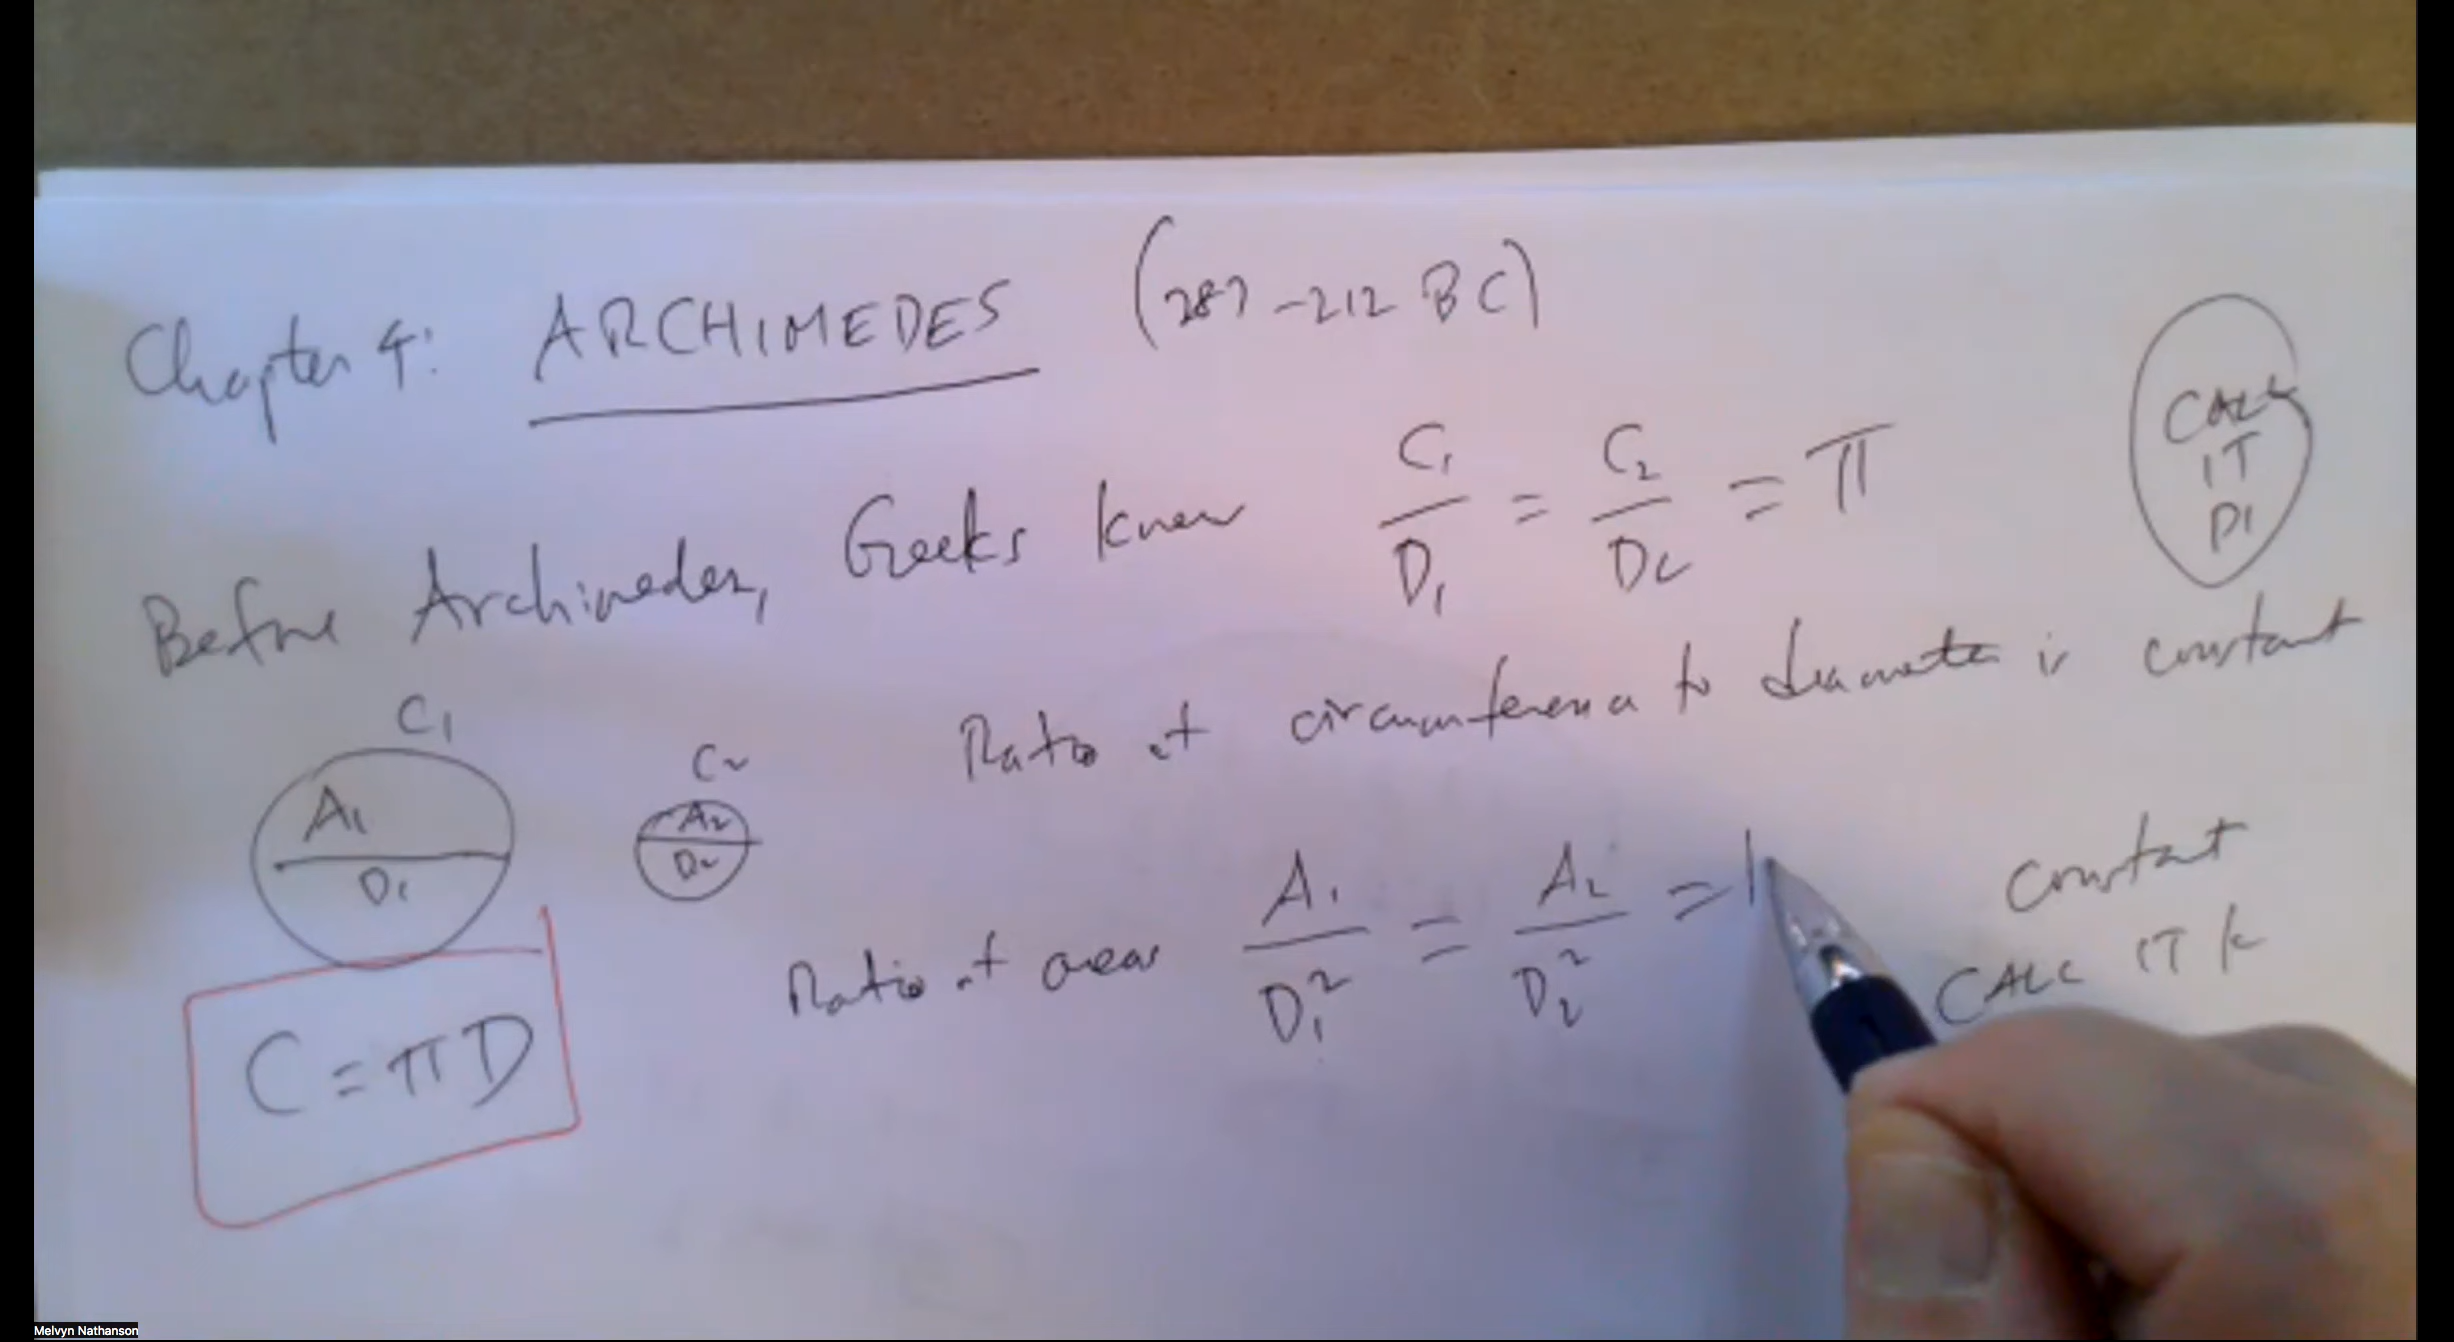 Chapter 4: ARCHIMEDES (287-212 BC)
CALL
IT
PI
Before Archimedes, Greeks knew C₁/D₁ = C₂/D₂ = π
Ratio of circumference to diameter is constant
C₁
A₁
D₁
C₂
A₂
D₂
Ratio of areas A₁/D₁² = A₂/D₂² =
constant
CALL IT k
C = π D
Melvyn Nathanson